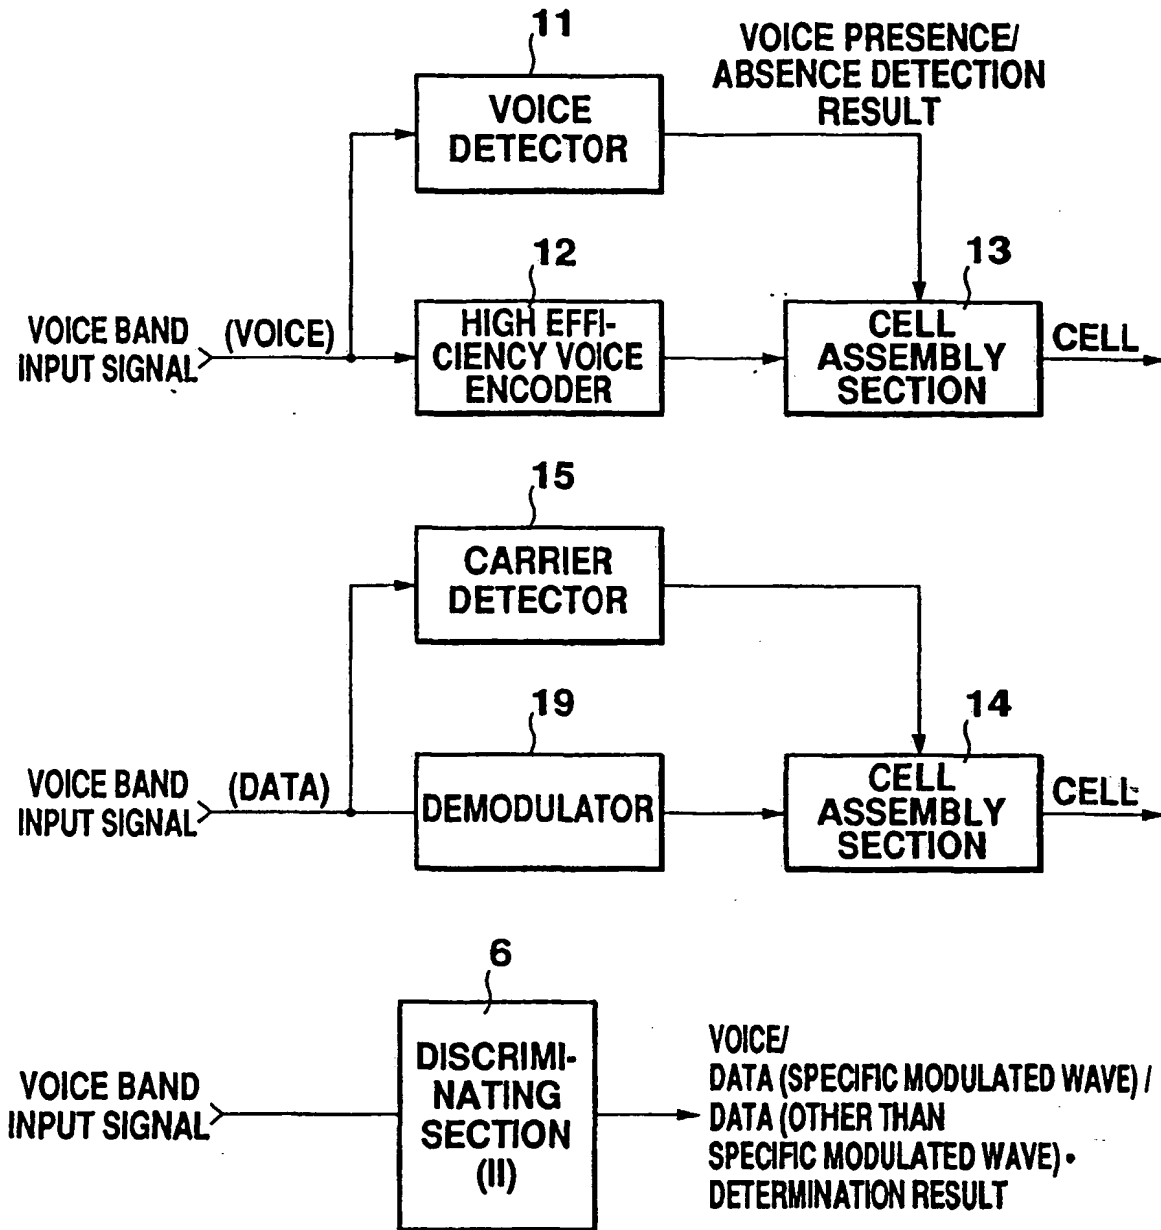 11
VOICE PRESENCE/
ABSENCE DETECTION
RESULT
VOICE
DETECTOR
12
13
VOICE BAND
INPUT SIGNAL
(VOICE)
HIGH EFFI-
CIENCY VOICE
ENCODER
CELL
ASSEMBLY
SECTION
CELL
15
CARRIER
DETECTOR
19
14
VOICE BAND
INPUT SIGNAL
(DATA)
DEMODULATOR
CELL
ASSEMBLY
SECTION
CELL
6
VOICE BAND
INPUT SIGNAL
DISCRIMI-
NATING
SECTION
(II)
VOICE/
DATA (SPECIFIC MODULATED WAVE) /
DATA (OTHER THAN
SPECIFIC MODULATED WAVE) •
DETERMINATION RESULT